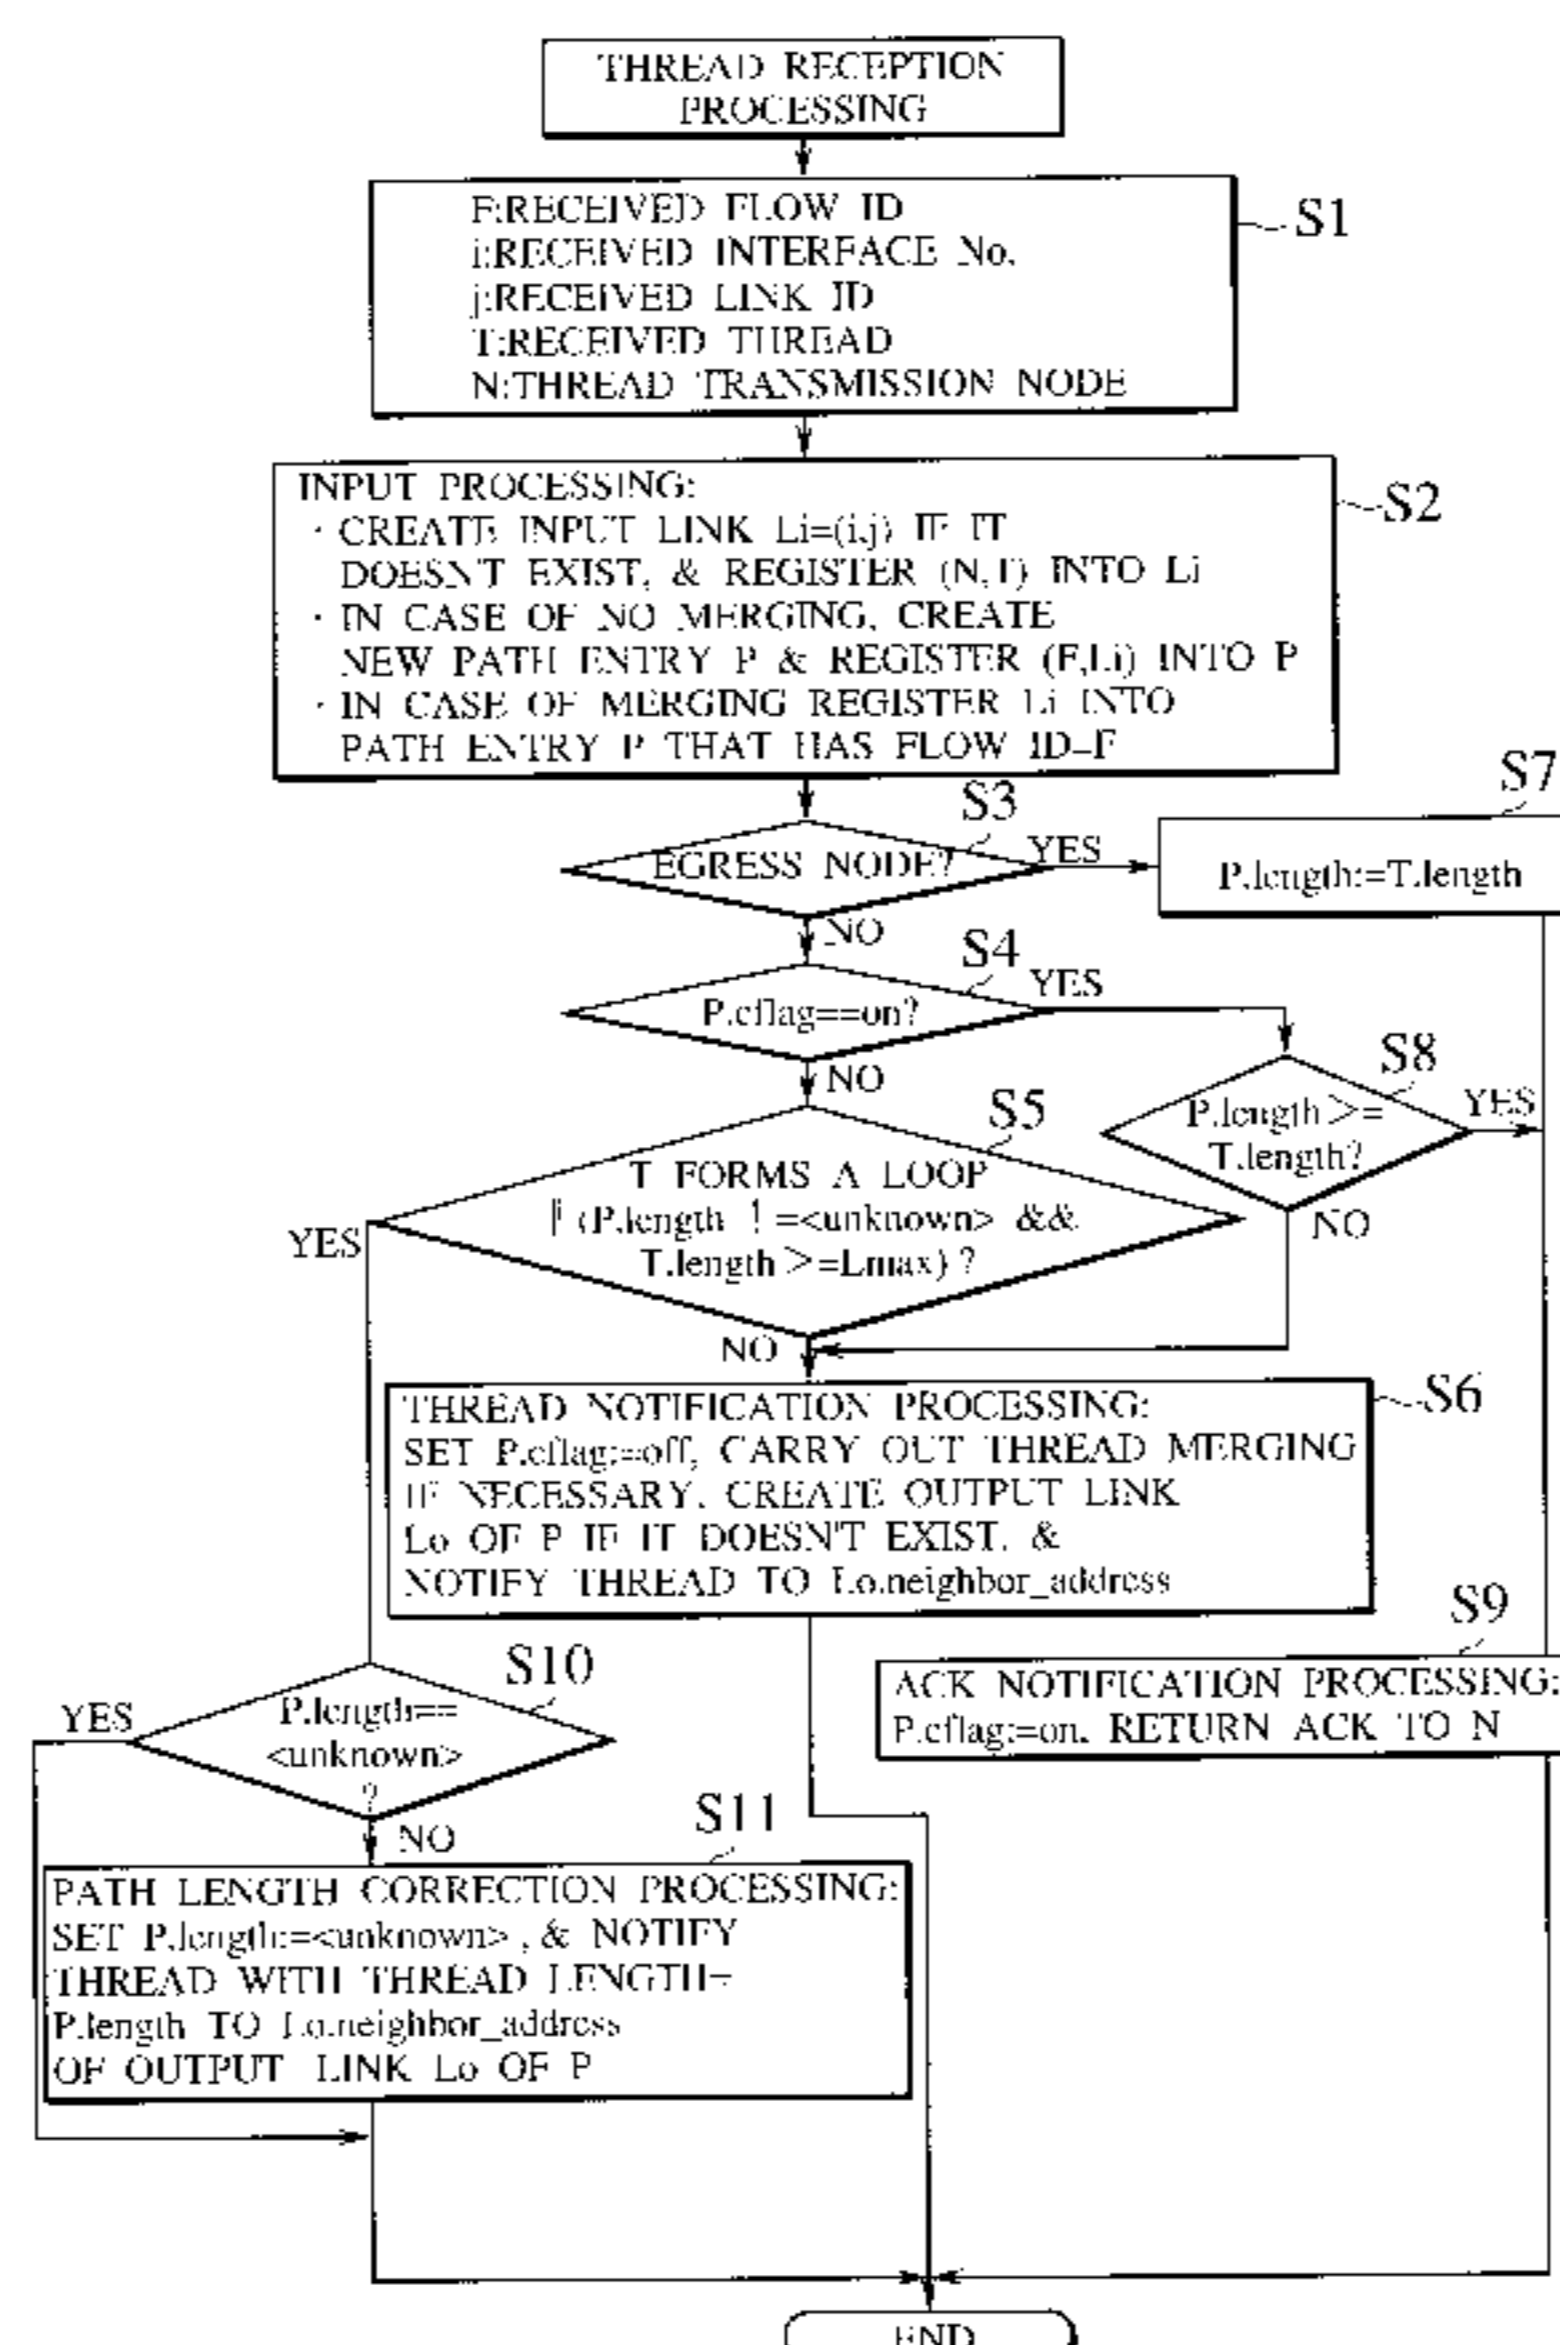 THREAD RECEPTION
PROCESSING
F:RECEIVED FLOW ID
i:RECEIVED INTERFACE No.
j:RECEIVED LINK ID
T:RECEIVED THREAD
N:THREAD TRANSMISSION NODE
S1
INPUT PROCESSING:
· CREATE INPUT LINK Li=(i,j) IF IT
DOESN'T EXIST, & REGISTER (N,T) INTO Li
· IN CASE OF NO MERGING, CREATE
NEW PATH ENTRY P & REGISTER (F,Li) INTO P
· IN CASE OF MERGING REGISTER Li INTO
PATH ENTRY P THAT HAS FLOW ID=F
S2
S3
EGRESS NODE?
YES
NO
S7
P.length:=T.length
S4
P.cflag==on?
YES
NO
S8
P.length>=
T.length?
YES
NO
S5
T FORMS A LOOP
|| (P.length !=<unknown> &&
T.length>=Lmax)?
YES
NO
S6
THREAD NOTIFICATION PROCESSING:
SET P.cflag:=off, CARRY OUT THREAD MERGING
IF NECESSARY, CREATE OUTPUT LINK
Lo OF P IF IT DOESN'T EXIST, &
NOTIFY THREAD TO Lo.neighbor_address
S9
ACK NOTIFICATION PROCESSING:
P.cflag:=on, RETURN ACK TO N
S10
P.length==
<unknown>
?
YES
NO
S11
PATH LENGTH CORRECTION PROCESSING:
SET P.length:=<unknown>, & NOTIFY
THREAD WITH THREAD LENGTH=
P.length TO Lo.neighbor_address
OF OUTPUT LINK Lo OF P
END